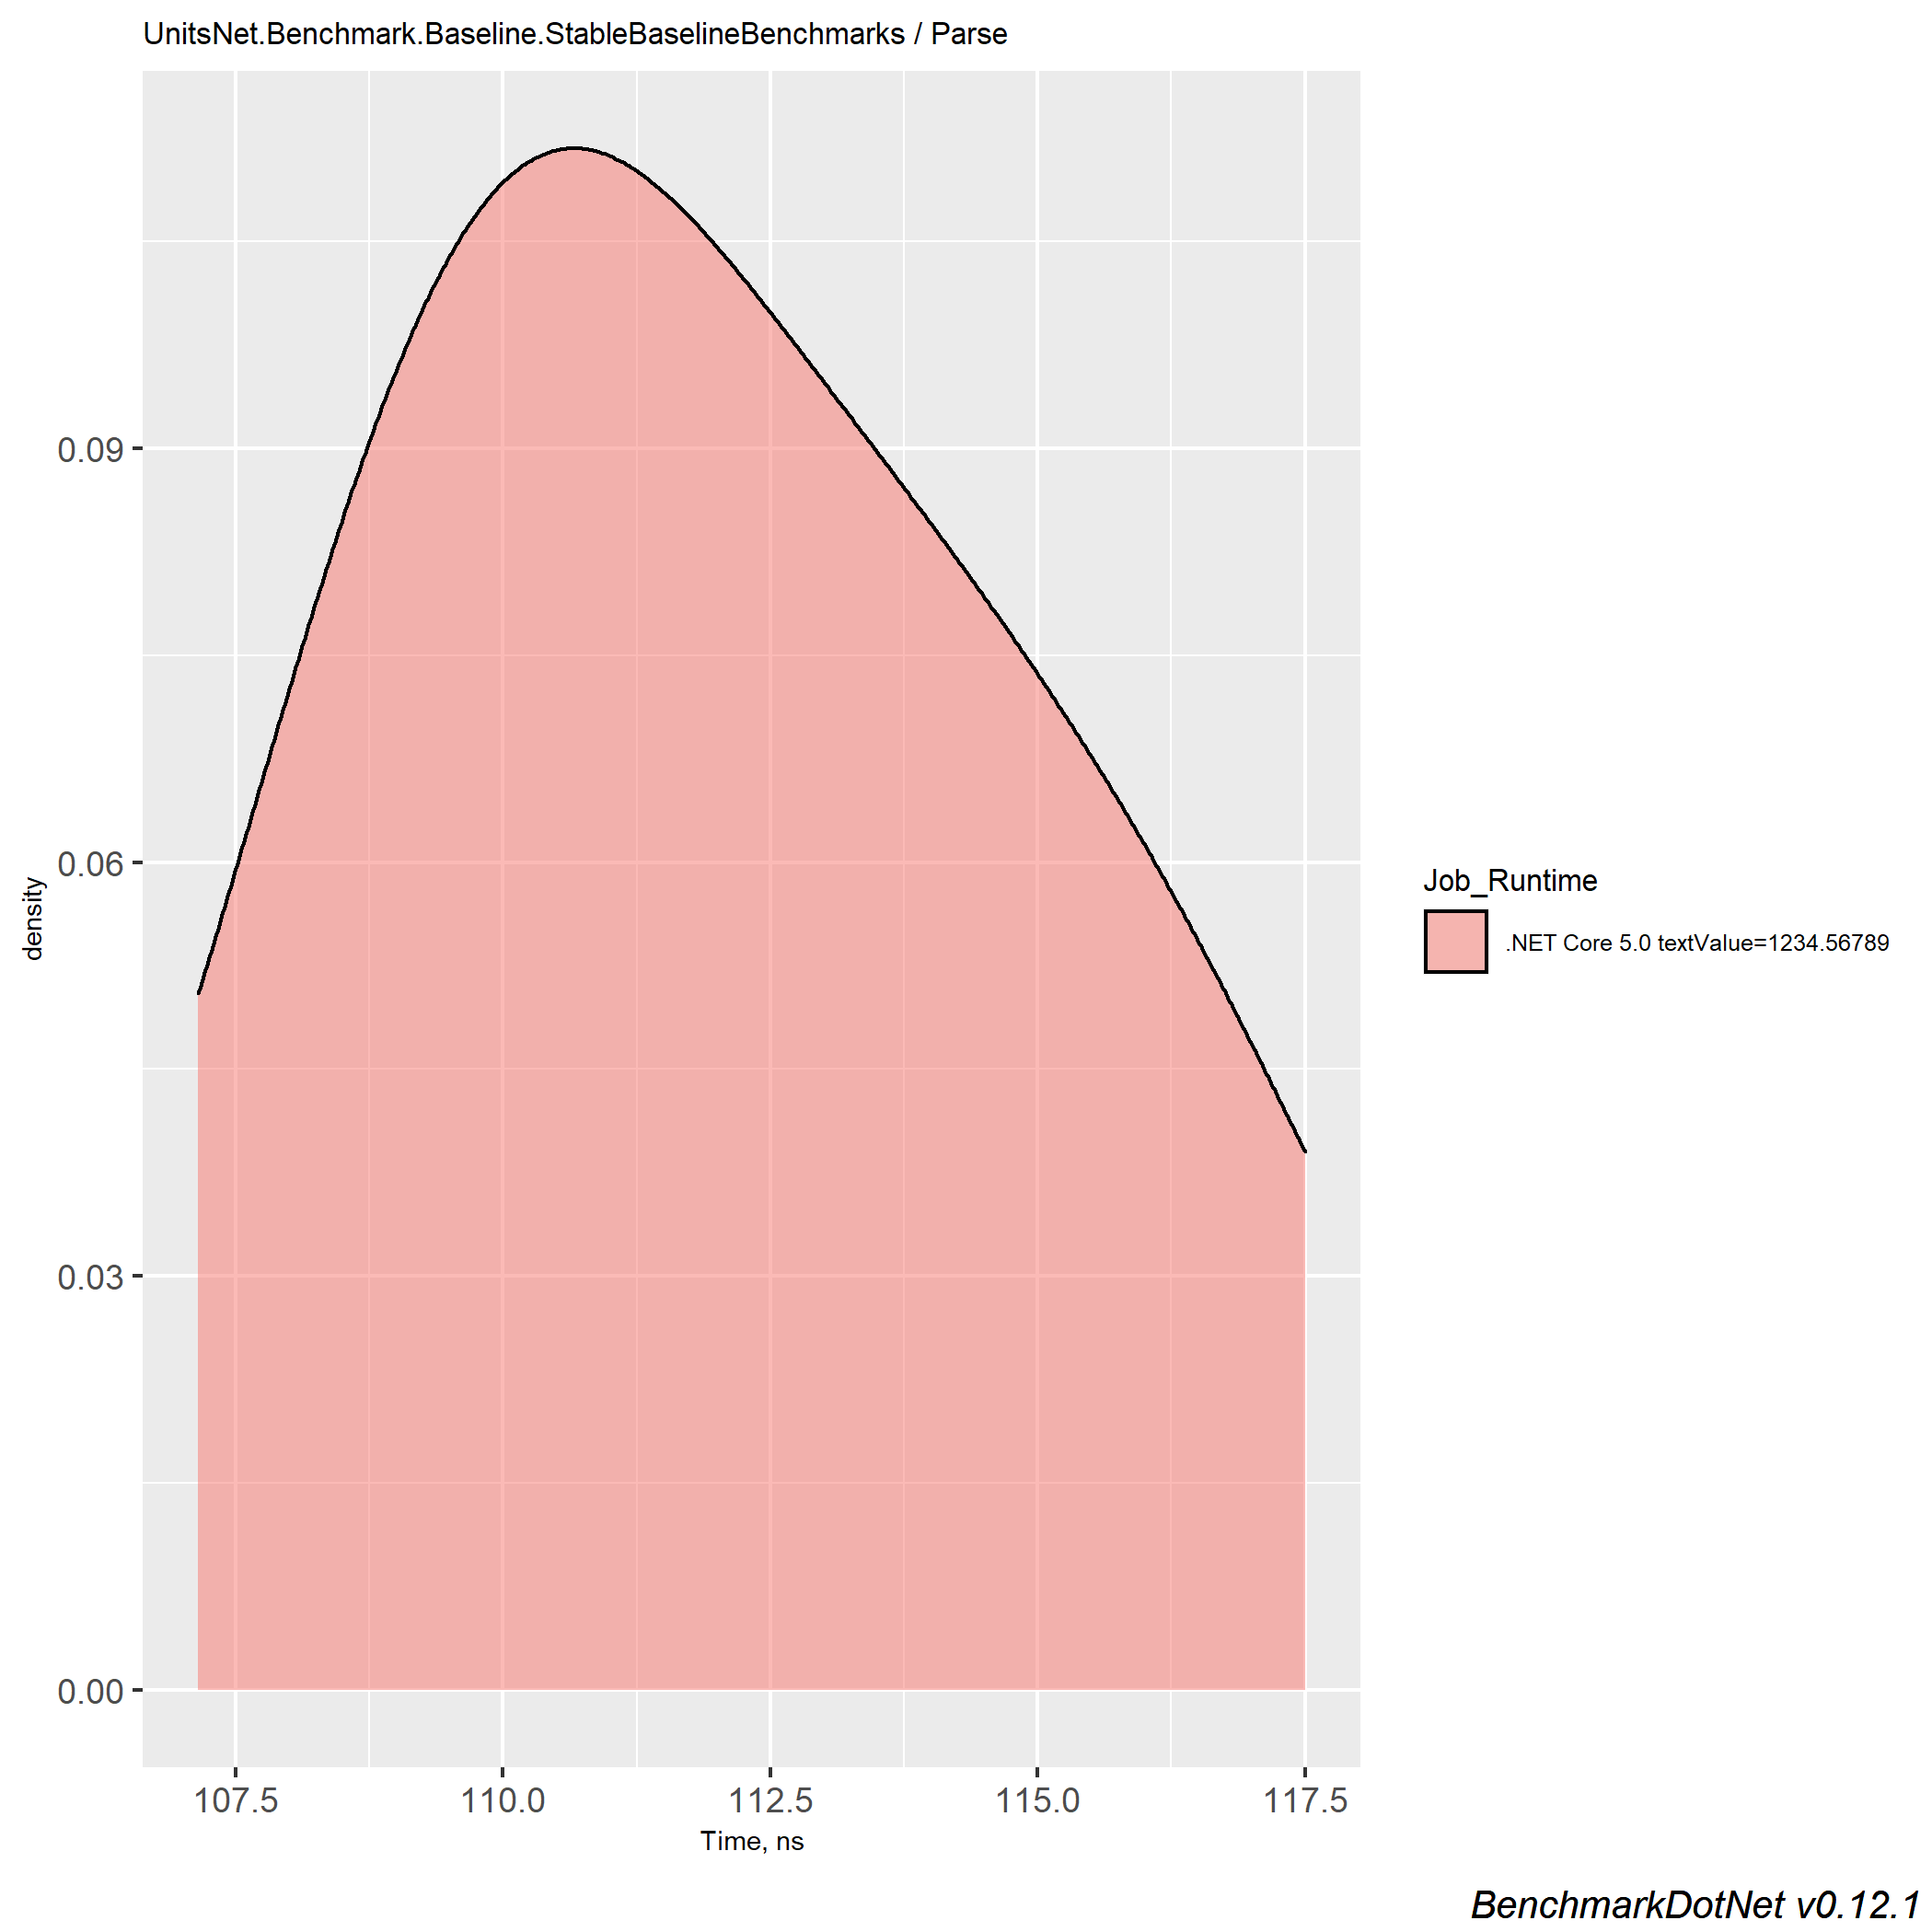 UnitsNet.Benchmark.Baseline.StableBaselineBenchmarks / Parse
0.09
0.06
0.03
0.00
density
107.5 110.0 112.5 115.0 117.5
Time, ns
Job_Runtime
.NET Core 5.0 textValue=1234.56789
BenchmarkDotNet v0.12.1